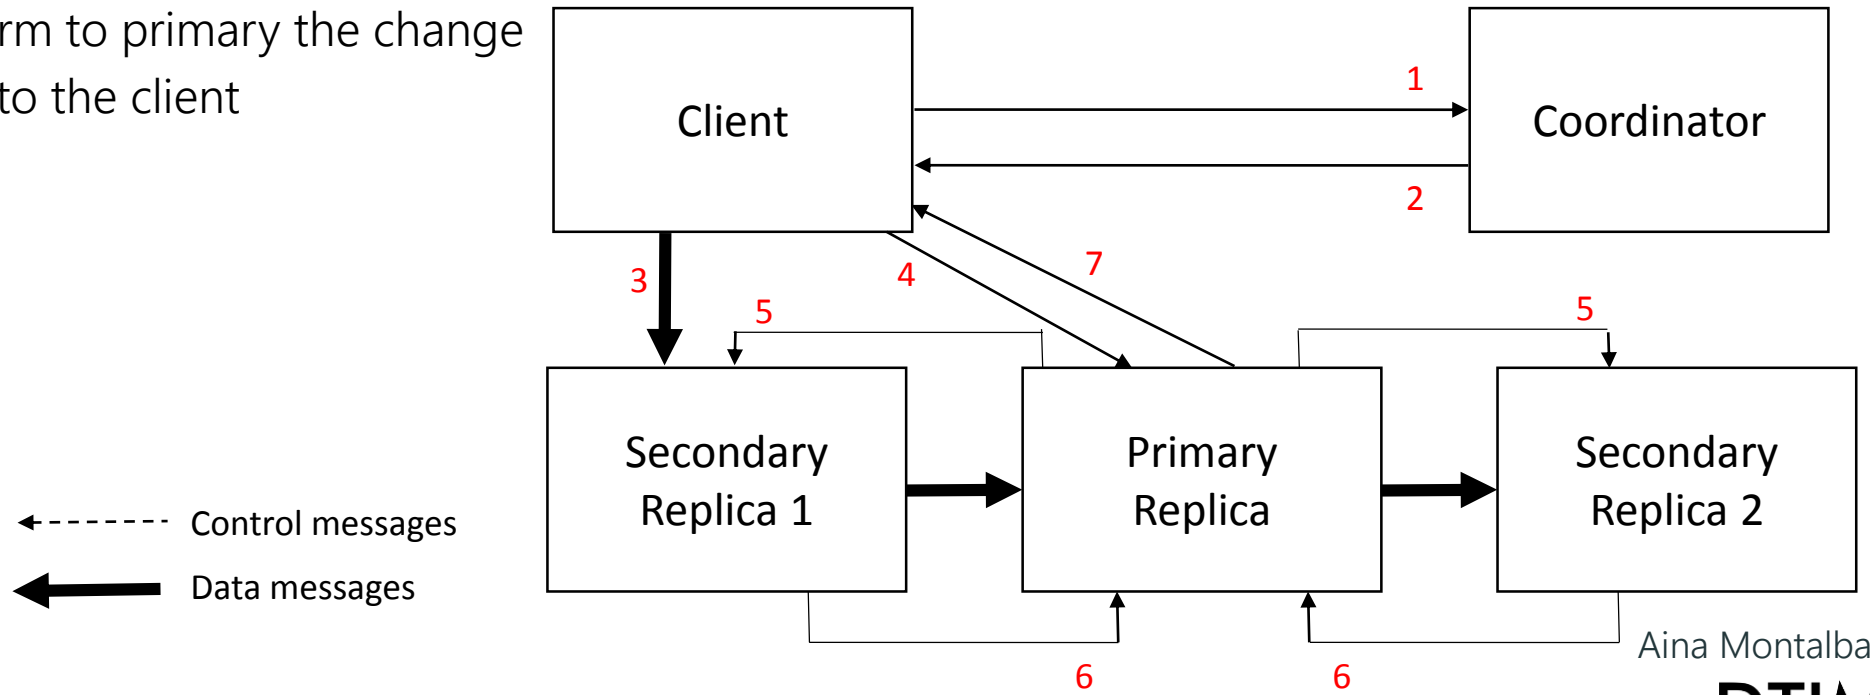 rm to primary the change
to the client
Client
Coordinator
1
2
3
4
7
5
5
Secondary
Replica 1
Primary
Replica
Secondary
Replica 2
Control messages
Data messages
6
6
Aina Montalba